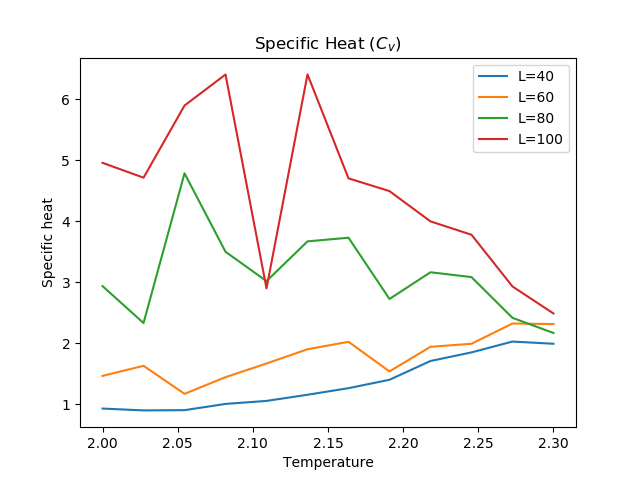 Specific Heat (C_v)
L=40
L=60
L=80
L=100
6
5
4
3
2
1
Specific heat
2.00 2.05 2.10 2.15 2.20 2.25 2.30
Temperature